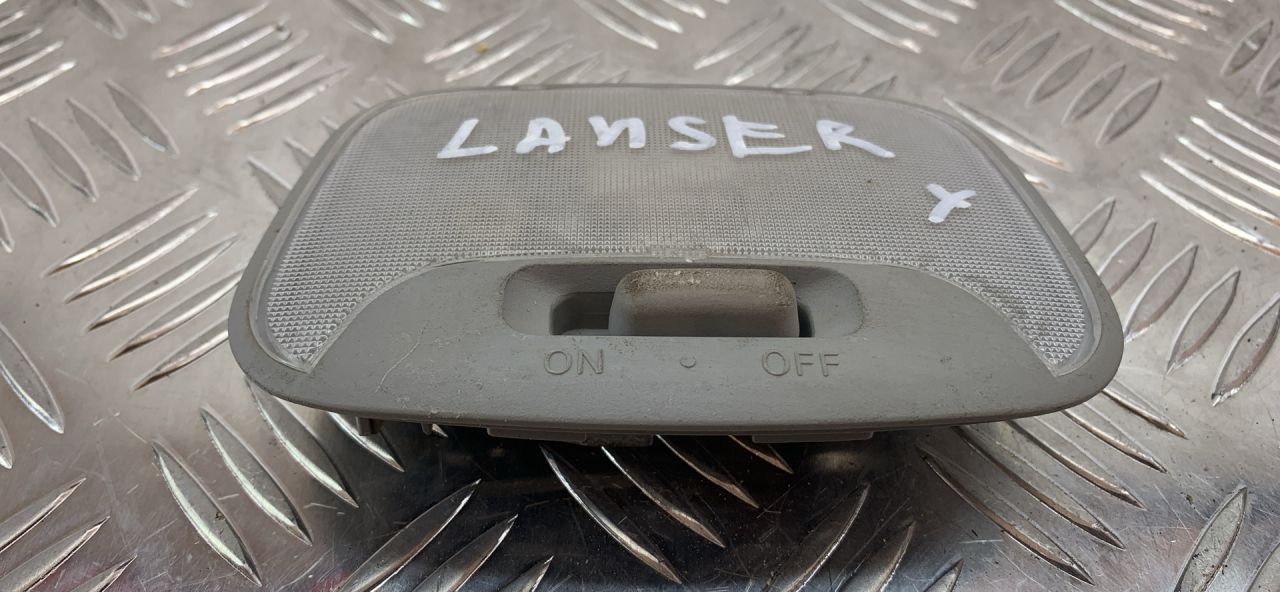 LANSER
X
ON OFF